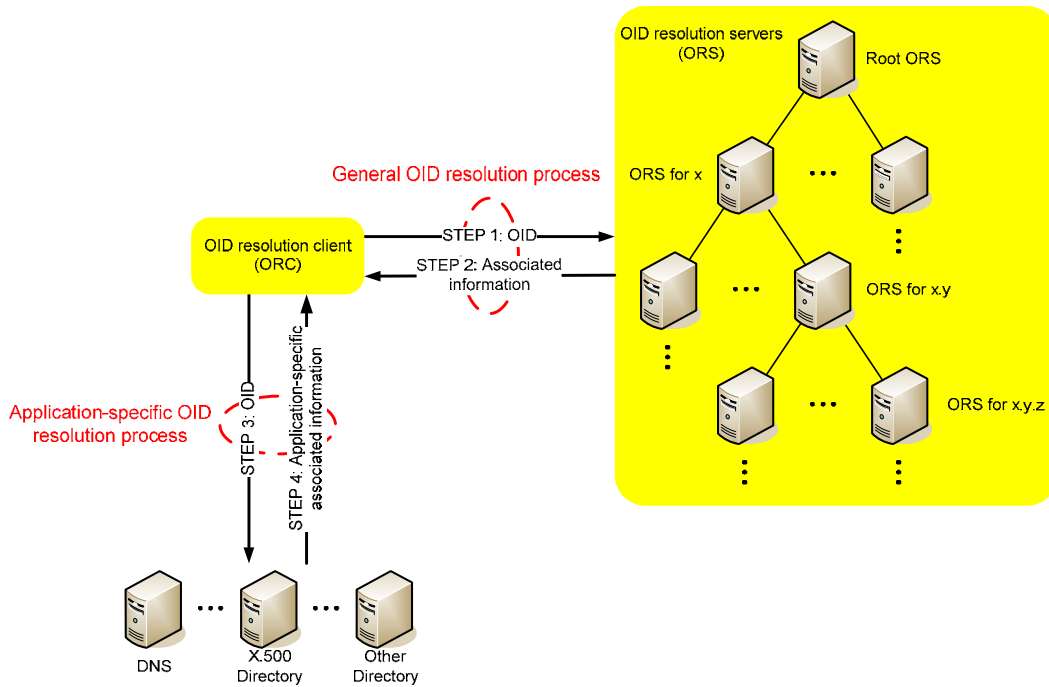 OID resolution servers
(ORS)
Root ORS
ORS for x
General OID resolution process
STEP 1: OID
STEP 2: Associated
information
OID resolution client
(ORC)
ORS for x.y
ORS for x.y.z
Application-specific OID
resolution process
STEP 3: OID
STEP 4: Application-specific
associated information
DNS
X.500
Directory
Other
Directory